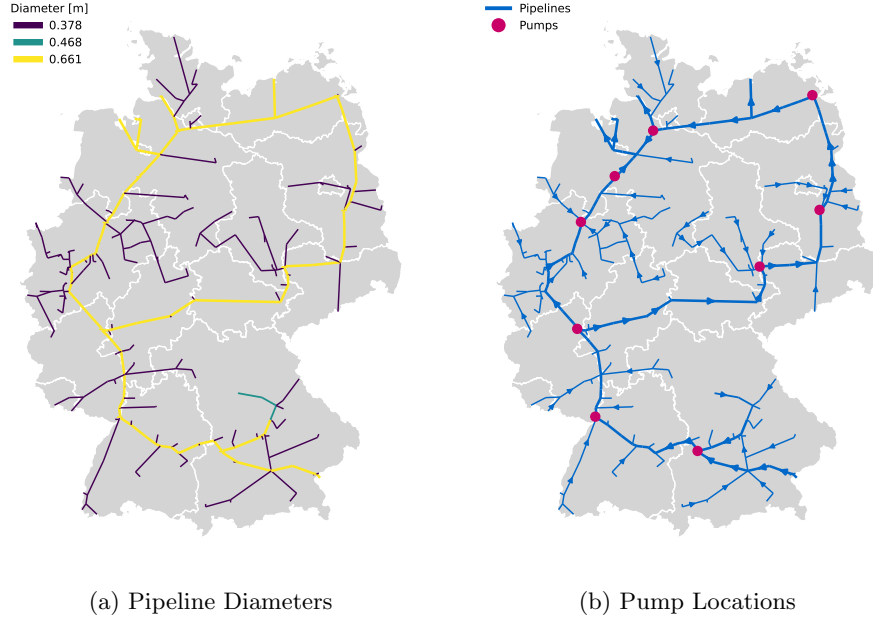 Diameter [m]
0.378
0.468
0.661
Pipelines
Pumps
(a) Pipeline Diameters
(b) Pump Locations